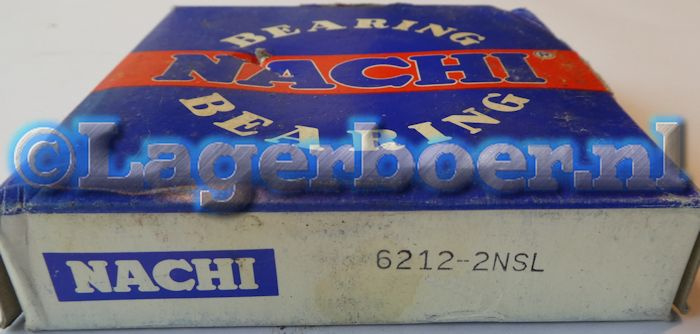 BEARING
NACHI®
BEARING
©Lagerboer.nl
NACHI 6212-2NSL